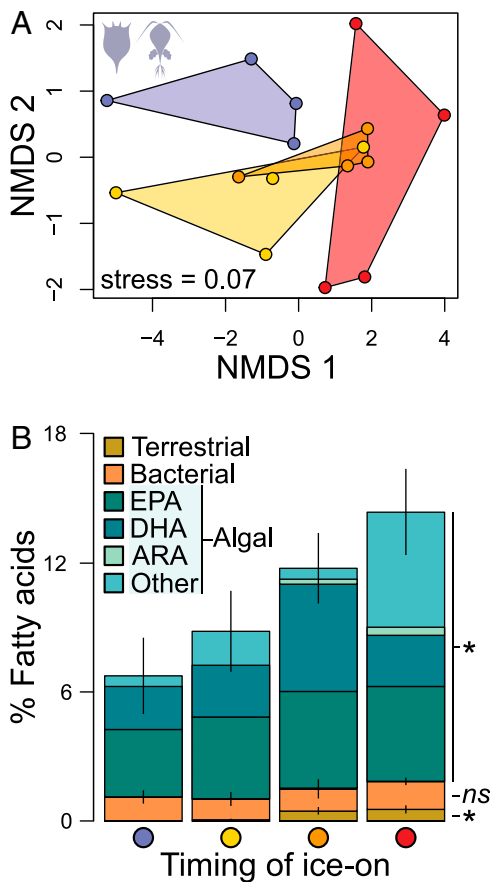 A
NMDS 2
2
1
0
−1
−2
stress = 0.07
−4 −2 0 2 4
NMDS 1
B
% Fatty acids
18
12
6
0
Terrestrial
Bacterial
EPA
DHA
ARA
Other
Algal
*
ns
*
Timing of ice-on